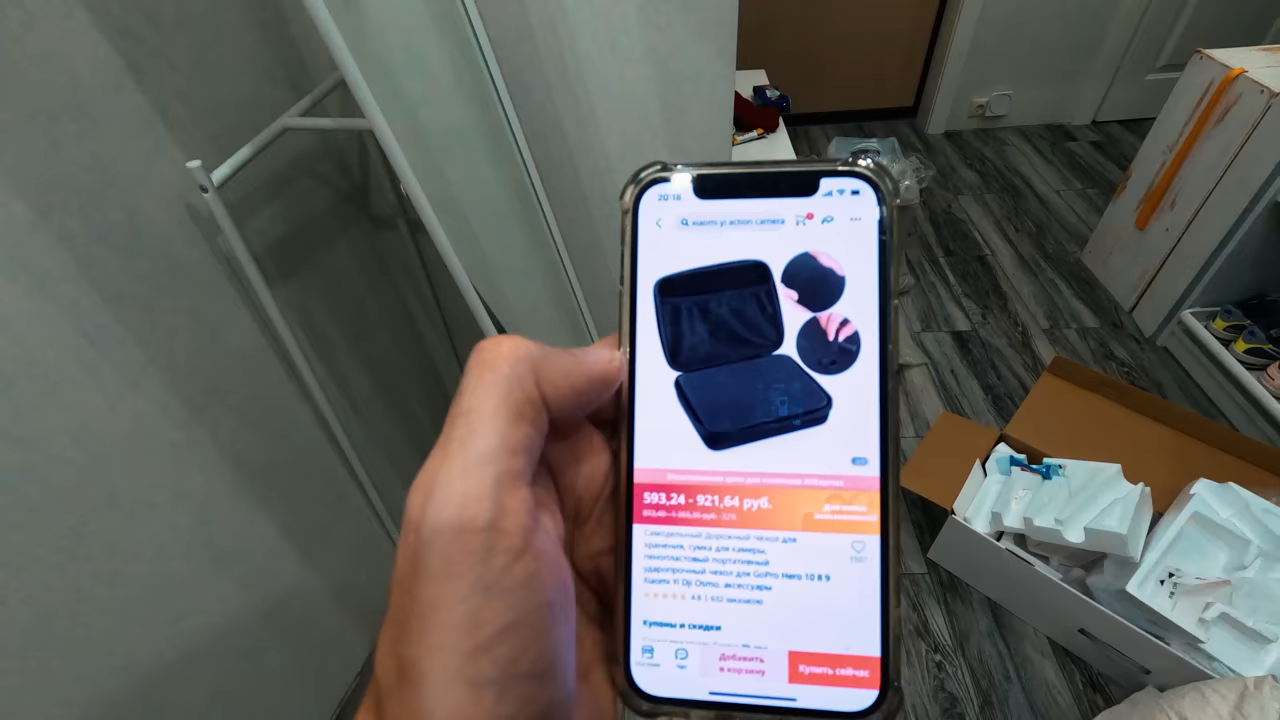 20:18
xiaomi yi action camera
593,24 - 921,64 руб.
Самодельный Дорожный Чехол для
хранения, сумка для камеры,
пенопластовый портативный
ударопрочный чехол для GoPro Hero 10 8 9
Xiaomi Yi Dji Osmo, аксессуары
4.8 | 632 заказ(ов)
Купоны и скидки
Добавить
в корзину
Купить сейчас